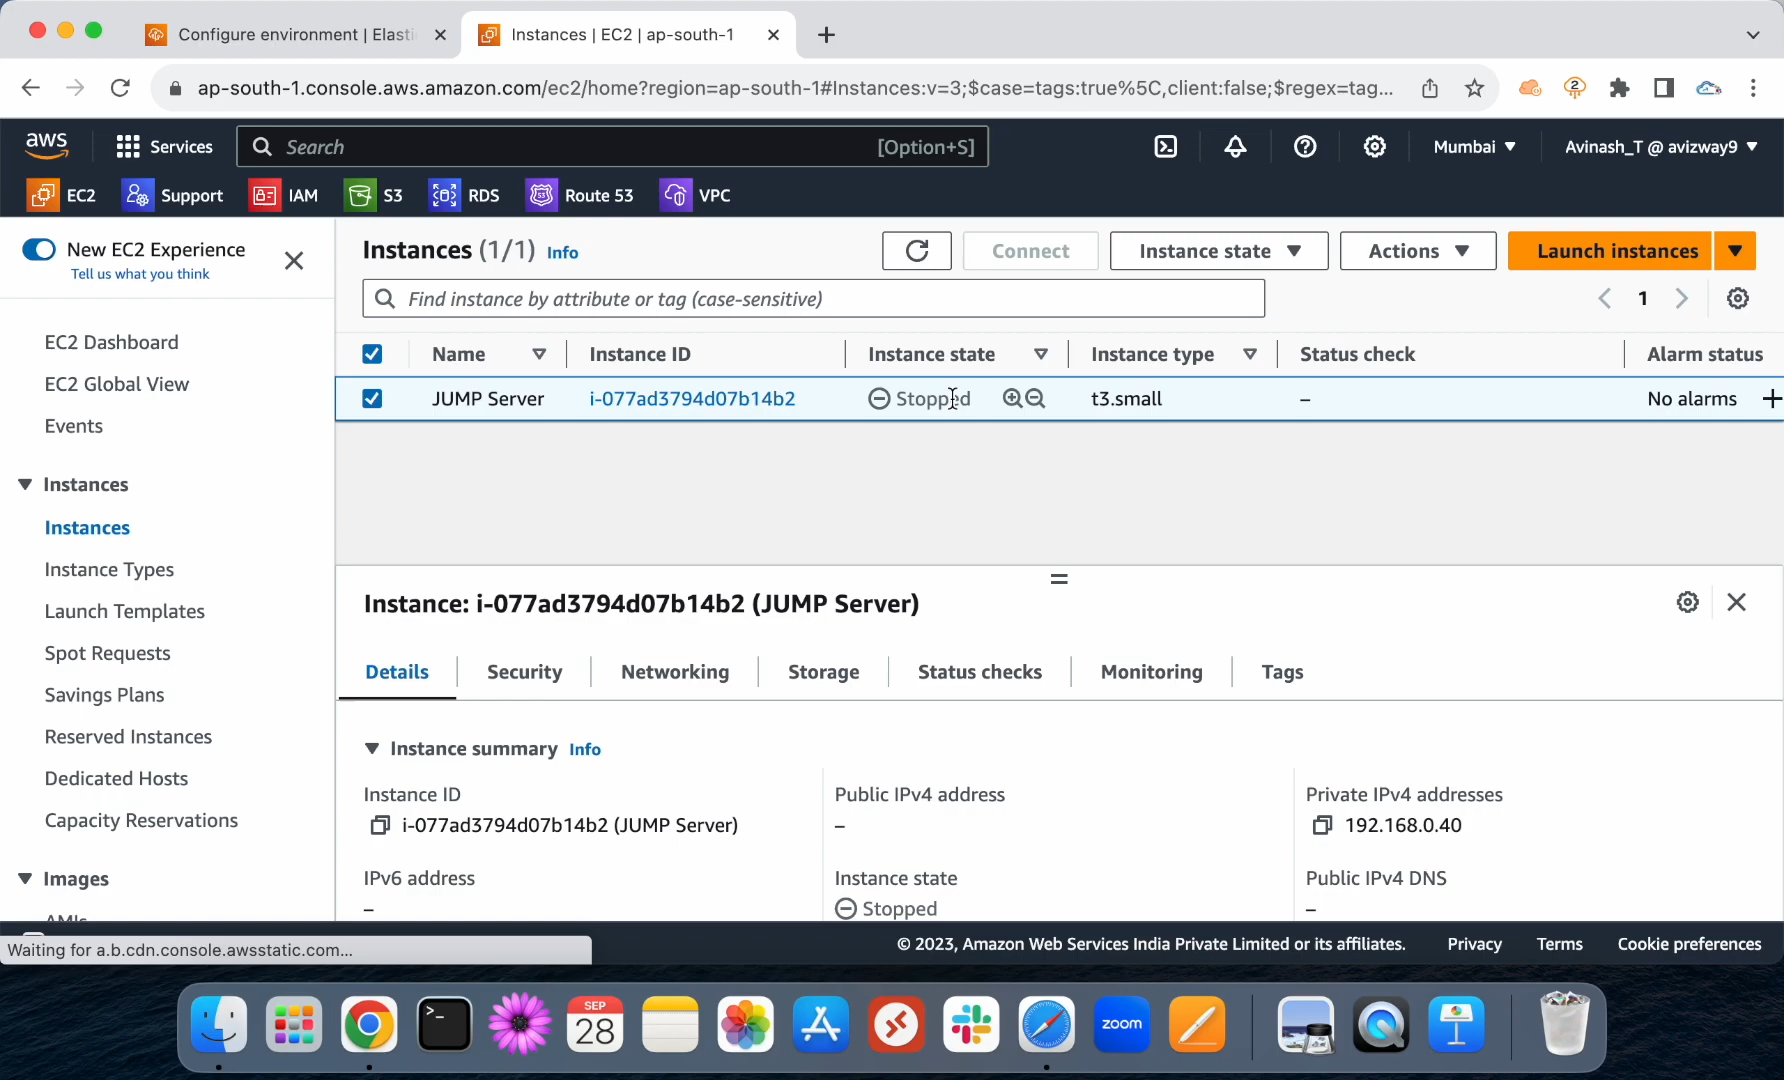 Configure environment | Elasti
Instances | EC2 | ap-south-1
ap-south-1.console.aws.amazon.com/ec2/home?region=ap-south-1#Instances:v=3;$case=tags:true%5C,client:false;$regex=tag...
2
aws
Services
Search
[Option+S]
Mumbai
Avinash_T @ avizway9
EC2
Support
IAM
S3
RDS
53
Route 53
VPC
New EC2 Experience
Tell us what you think
EC2 Dashboard
EC2 Global View
Events
Instances
Instances
Instance Types
Launch Templates
Spot Requests
Savings Plans
Reserved Instances
Dedicated Hosts
Capacity Reservations
Images
AMIs
Instances (1/1) Info
Connect
Instance state
Actions
Launch instances
Find instance by attribute or tag (case-sensitive)
1
Name Instance ID Instance state Instance type Status check Alarm status
JUMP Server i-077ad3794d07b14b2 Stopped t3.small – No alarms +
Instance: i-077ad3794d07b14b2 (JUMP Server)
Details Security Networking Storage Status checks Monitoring Tags
Instance summary Info
Instance ID
i-077ad3794d07b14b2 (JUMP Server)
Public IPv4 address
–
Private IPv4 addresses
192.168.0.40
IPv6 address
–
Instance state
Stopped
Public IPv4 DNS
–
Waiting for a.b.cdn.console.awsstatic.com...
© 2023, Amazon Web Services India Private Limited or its affiliates. Privacy Terms Cookie preferences
>_
SEP
28
zoom